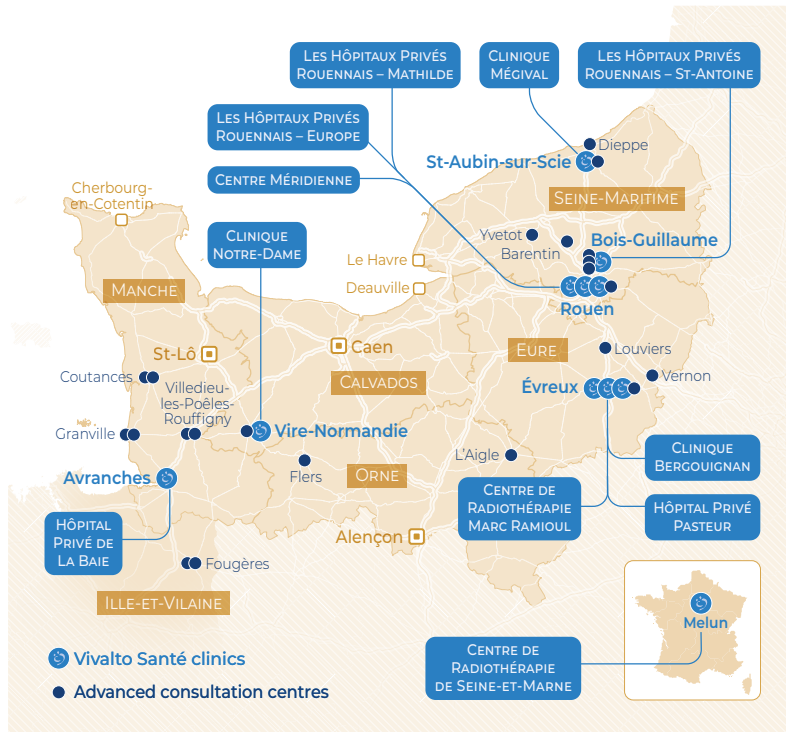 LES HÔPITAUX PRIVÉS
ROUENNAIS – MATHILDE
CLINIQUE
MÉGIVAL
LES HÔPITAUX PRIVÉS
ROUENNAIS – ST-ANTOINE
LES HÔPITAUX PRIVÉS
ROUENNAIS – EUROPE
CENTRE MÉRIDIENNE
Dieppe
St-Aubin-sur-Scie
SEINE-MARITIME
Cherbourg-
en-Cotentin
CLINIQUE
NOTRE-DAME
Yvetot
Barentin
Bois-Guillaume
Le Havre
Deauville
MANCHE
Rouen
St-Lô
Caen
EURE
Louviers
Coutances
Villedieu-
les-Poêles-
Rouffigny
CALVADOS
Évreux
Vernon
Granville
Vire-Normandie
Avranches
Flers
ORNE
L'Aigle
CLINIQUE
BERGOUIGNAN
CENTRE DE
RADIOTHÉRAPIE
MARC RAMIOUL
HÔPITAL PRIVÉ
PASTEUR
HÔPITAL
PRIVÉ DE
LA BAIE
Alençon
Fougères
ILLE-ET-VILAINE
Melun
CENTRE DE
RADIOTHÉRAPIE
DE SEINE-ET-MARNE
Vivalto Santé clinics
Advanced consultation centres